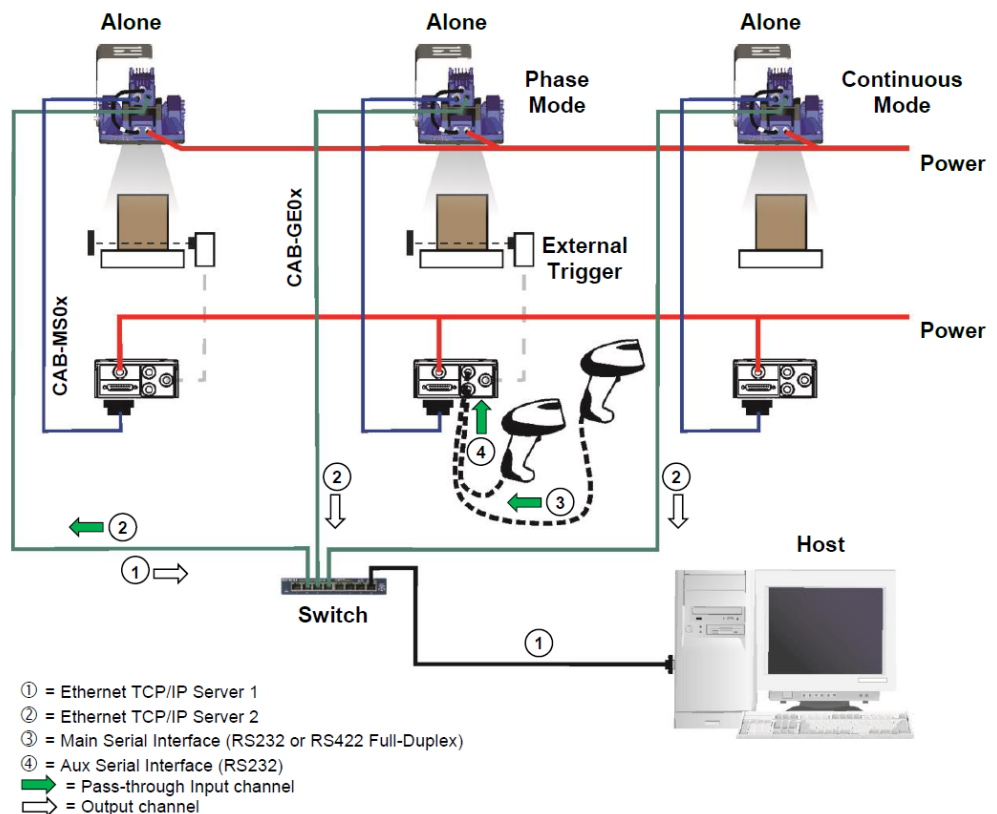 Alone
Alone
Alone
Phase
Mode
Continuous
Mode
Power
CAB-GE0x
External
Trigger
CAB-MS0x
Power
4
2
3
2
2
1
Host
Switch
1
① = Ethernet TCP/IP Server 1
② = Ethernet TCP/IP Server 2
③ = Main Serial Interface (RS232 or RS422 Full-Duplex)
④ = Aux Serial Interface (RS232)
= Pass-through Input channel
= Output channel